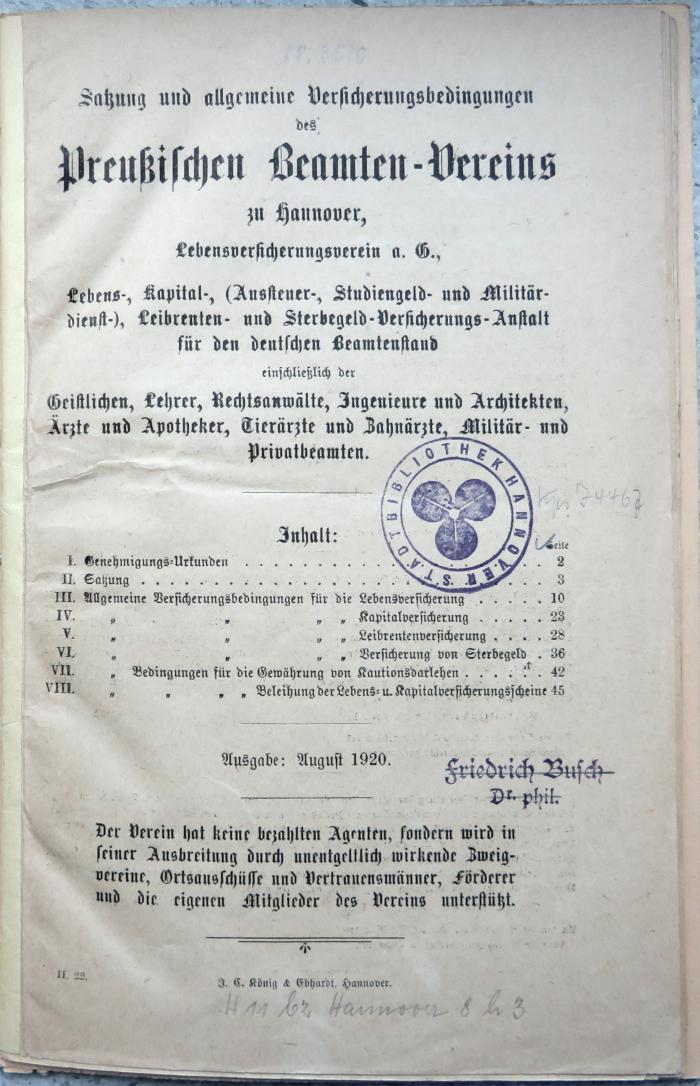 Satzung und allgemeine Versicherungsbedingungen
des
Preußischen Beamten-Vereins
zu Hannover,
Lebensversicherungsverein a. G.,
Lebens-, Kapital-, (Aussteuer-, Studiengeld- und Militär-
dienst-), Leibrenten- und Sterbegeld-Versicherungs-Anstalt
für den deutschen Beamtenstand
einschließlich der
Geistlichen, Lehrer, Rechtsanwälte, Ingenieure und Architekten,
Ärzte und Apotheker, Tierärzte und Zahnärzte, Militär- und
Privatbeamten.
STADTBIBLIOTHEK HANNOVER
Inhalt:
Seite
I. Genehmigungs-Urkunden . . . . . . . . . . . . 2
II. Satzung . . . . . . . . . . . . . . . . 3
III. Allgemeine Versicherungsbedingungen für die Lebensversicherung . . . . . 10
IV. „ „ „ „ Kapitalversicherung . . . . . 23
V. „ „ „ „ Leibrentenversicherung . . . . 28
VI. „ „ „ „ Versicherung von Sterbegeld . 36
VII. „ Bedingungen für die Gewährung von Kautionsdarlehen . . . . . . 42
VIII. „ „ „ „ Beleihung der Lebens- u. Kapitalversicherungsscheine 45
Ausgabe: August 1920.
Friedrich Busch
Dr. phil.
Der Verein hat keine bezahlten Agenten, sondern wird in
seiner Ausbreitung durch unentgeltlich wirkende Zweig-
vereine, Ortsausschüsse und Vertrauensmänner, Förderer
und die eigenen Mitglieder des Vereins unterstützt.
II. 22.
J. C. König & Ebhardt, Hannover.
Hannover 8 h 3